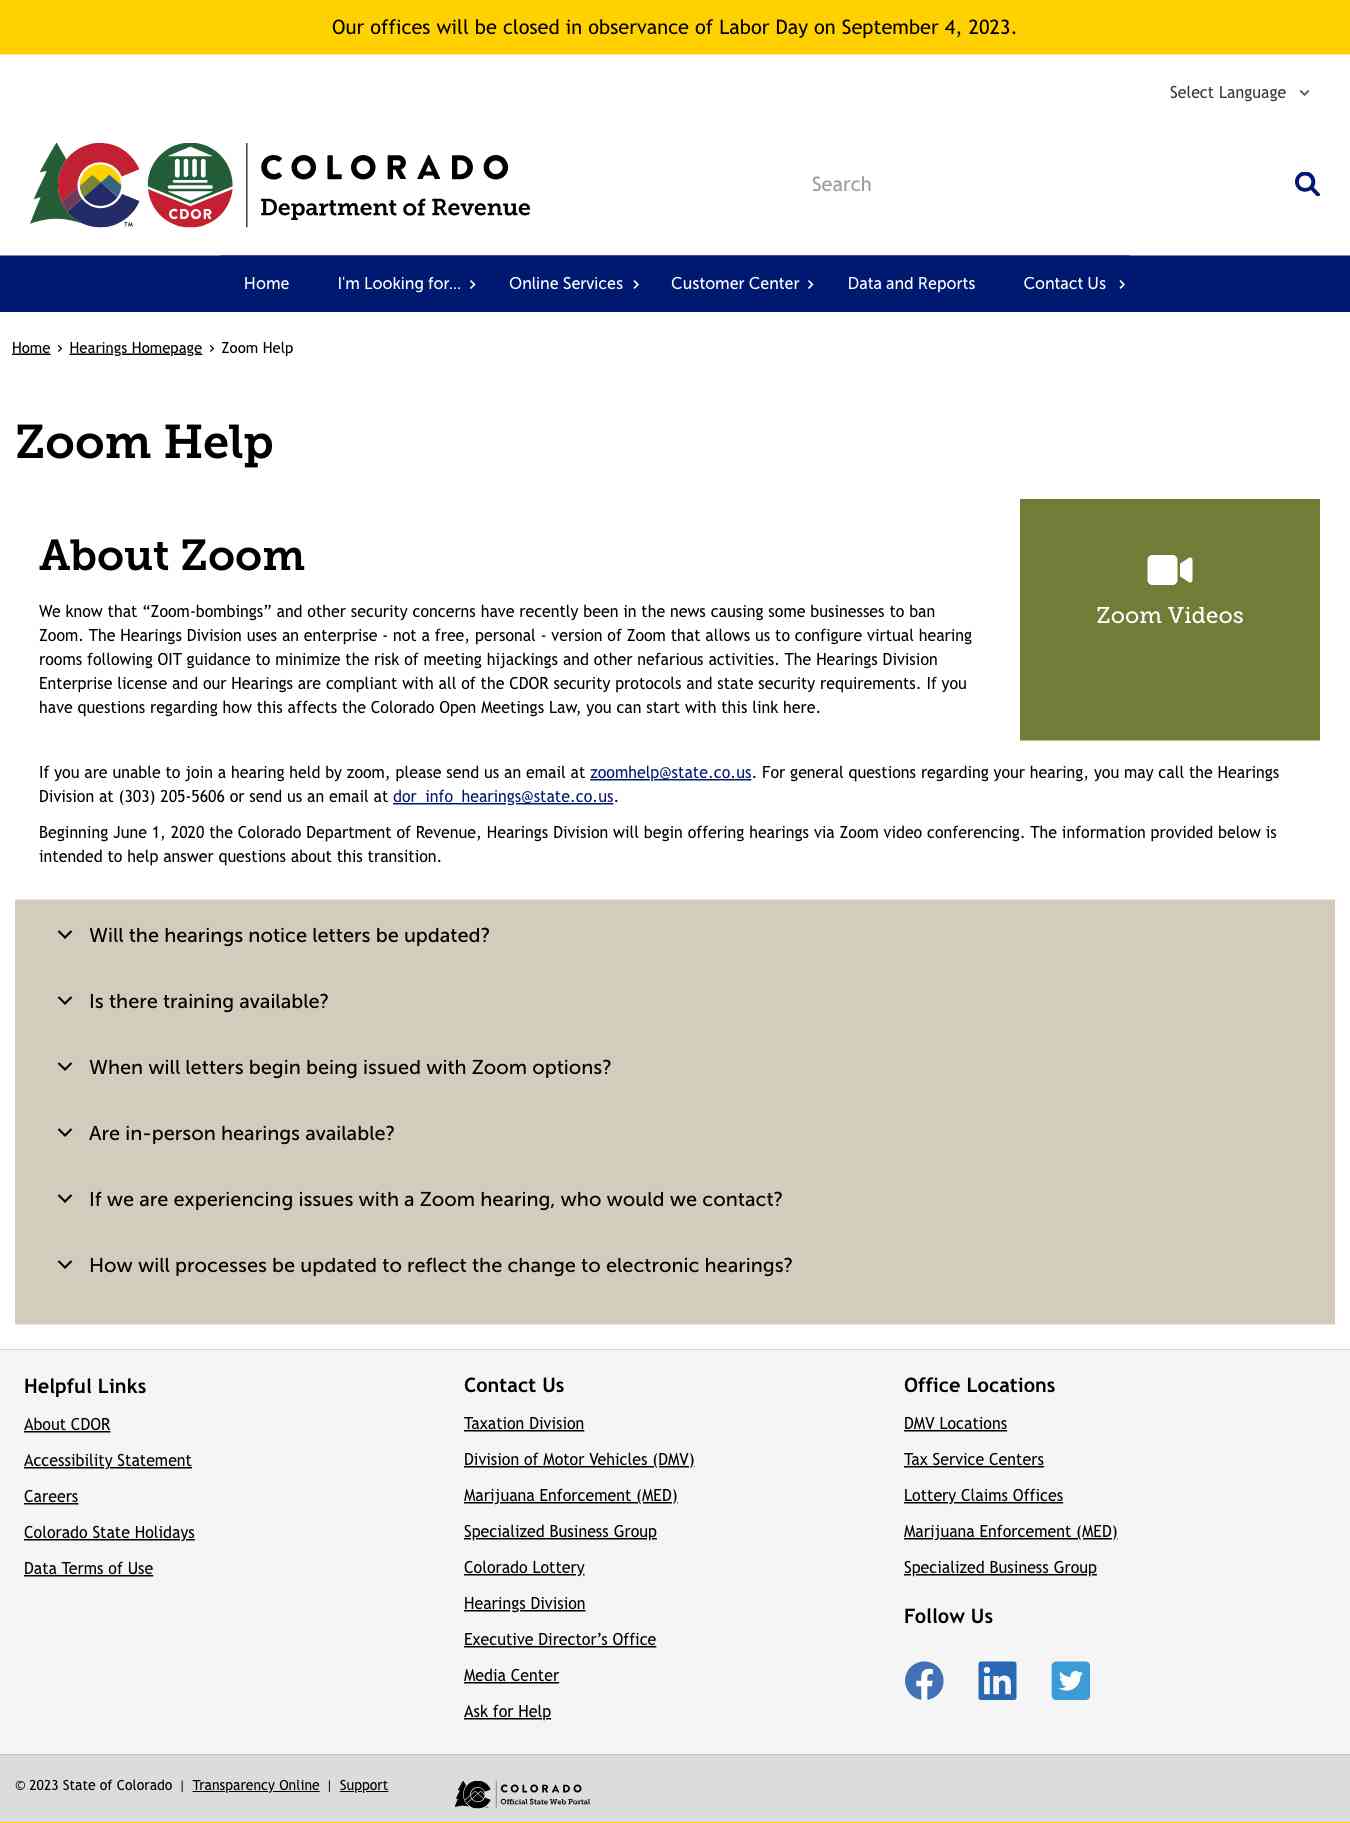 Our offices will be closed in observance of Labor Day on September 4, 2023.
Select Language
CDOR
TM
COLORADO
Department of Revenue
Search
Home
I'm Looking for...
Online Services
Customer Center
Data and Reports
Contact Us
Home › Hearings Homepage › Zoom Help
Zoom Help
About Zoom
We know that “Zoom-bombings” and other security concerns have recently been in the news causing some businesses to ban
Zoom. The Hearings Division uses an enterprise - not a free, personal - version of Zoom that allows us to configure virtual hearing
rooms following OIT guidance to minimize the risk of meeting hijackings and other nefarious activities. The Hearings Division
Enterprise license and our Hearings are compliant with all of the CDOR security protocols and state security requirements. If you
have questions regarding how this affects the Colorado Open Meetings Law, you can start with this link here.
Zoom Videos
If you are unable to join a hearing held by zoom, please send us an email at zoomhelp@state.co.us. For general questions regarding your hearing, you may call the Hearings
Division at (303) 205-5606 or send us an email at dor_info_hearings@state.co.us.
Beginning June 1, 2020 the Colorado Department of Revenue, Hearings Division will begin offering hearings via Zoom video conferencing. The information provided below is
intended to help answer questions about this transition.
Will the hearings notice letters be updated?
Is there training available?
When will letters begin being issued with Zoom options?
Are in-person hearings available?
If we are experiencing issues with a Zoom hearing, who would we contact?
How will processes be updated to reflect the change to electronic hearings?
Helpful Links
About CDOR
Accessibility Statement
Careers
Colorado State Holidays
Data Terms of Use
Contact Us
Taxation Division
Division of Motor Vehicles (DMV)
Marijuana Enforcement (MED)
Specialized Business Group
Colorado Lottery
Hearings Division
Executive Director’s Office
Media Center
Ask for Help
Office Locations
DMV Locations
Tax Service Centers
Lottery Claims Offices
Marijuana Enforcement (MED)
Specialized Business Group
Follow Us
© 2023 State of Colorado | Transparency Online | Support
COLORADO
Official State Web Portal